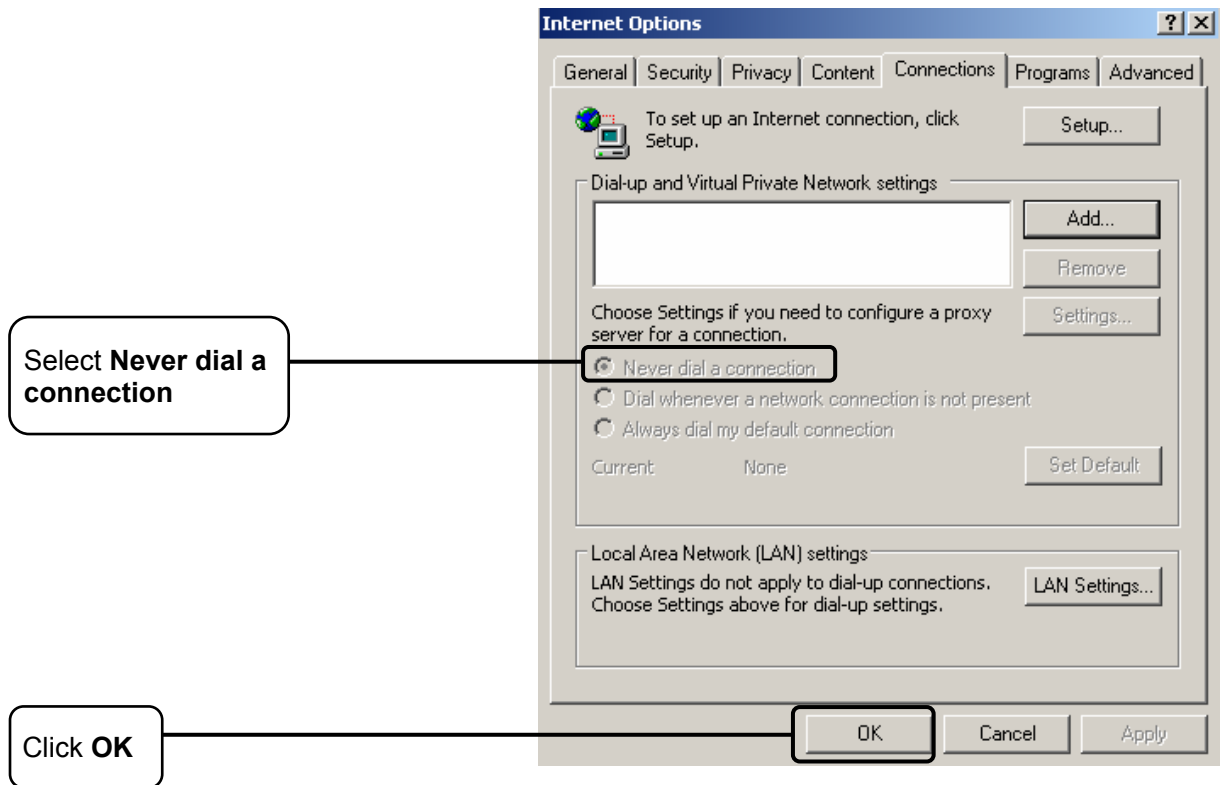 Internet Options
General Security Privacy Content Connections Programs Advanced
To set up an Internet connection, click
Setup.
Setup...
Dial-up and Virtual Private Network settings
Add...
Remove
Choose Settings if you need to configure a proxy
server for a connection.
Settings...
Select Never dial a
connection
Never dial a connection
Dial whenever a network connection is not present
Always dial my default connection
Current None
Set Default
Local Area Network (LAN) settings
LAN Settings do not apply to dial-up connections.
Choose Settings above for dial-up settings.
LAN Settings...
Click OK
OK Cancel Apply